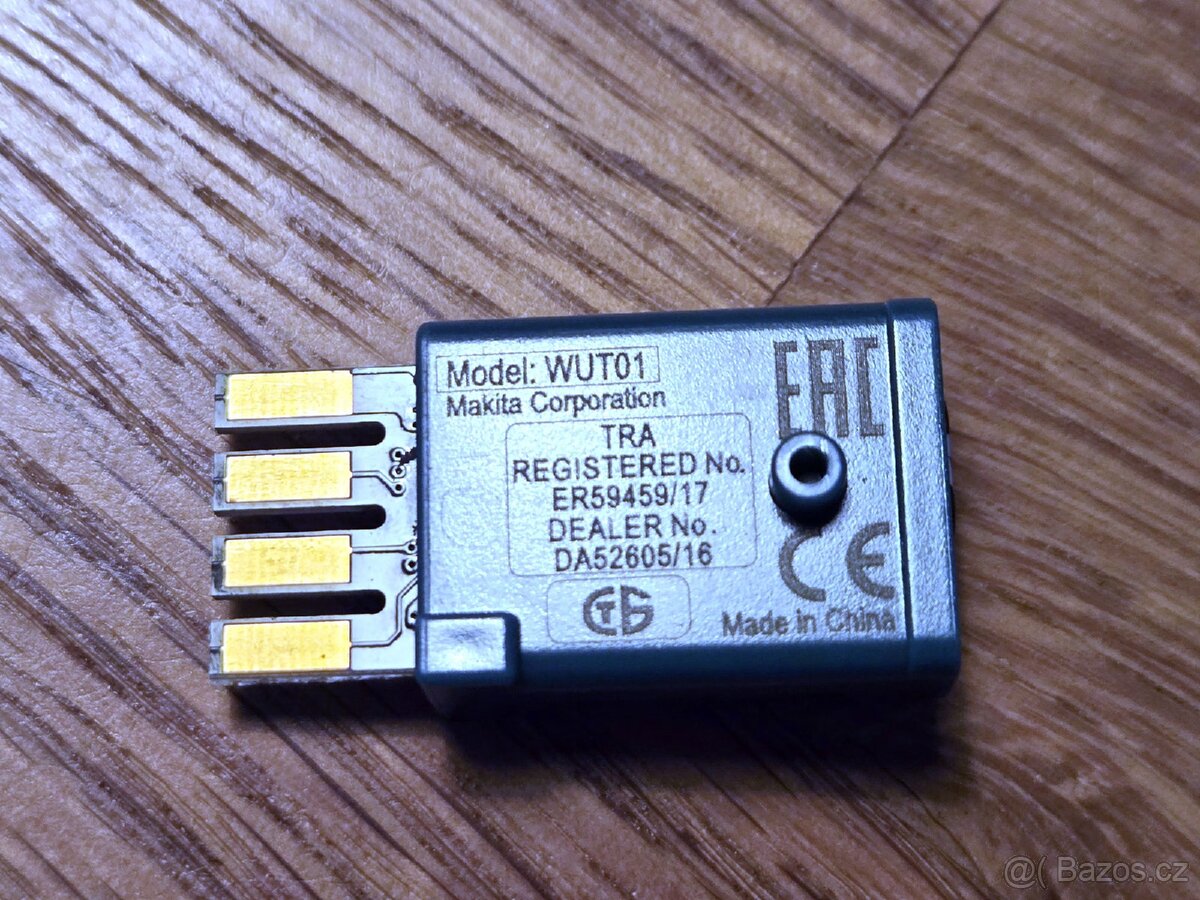 Model: WUT01
Makita Corporation
TRA
REGISTERED No.
ER59459/17
DEALER No.
DA52605/16
EAC
CE
Made in China
@( Bazos.cz